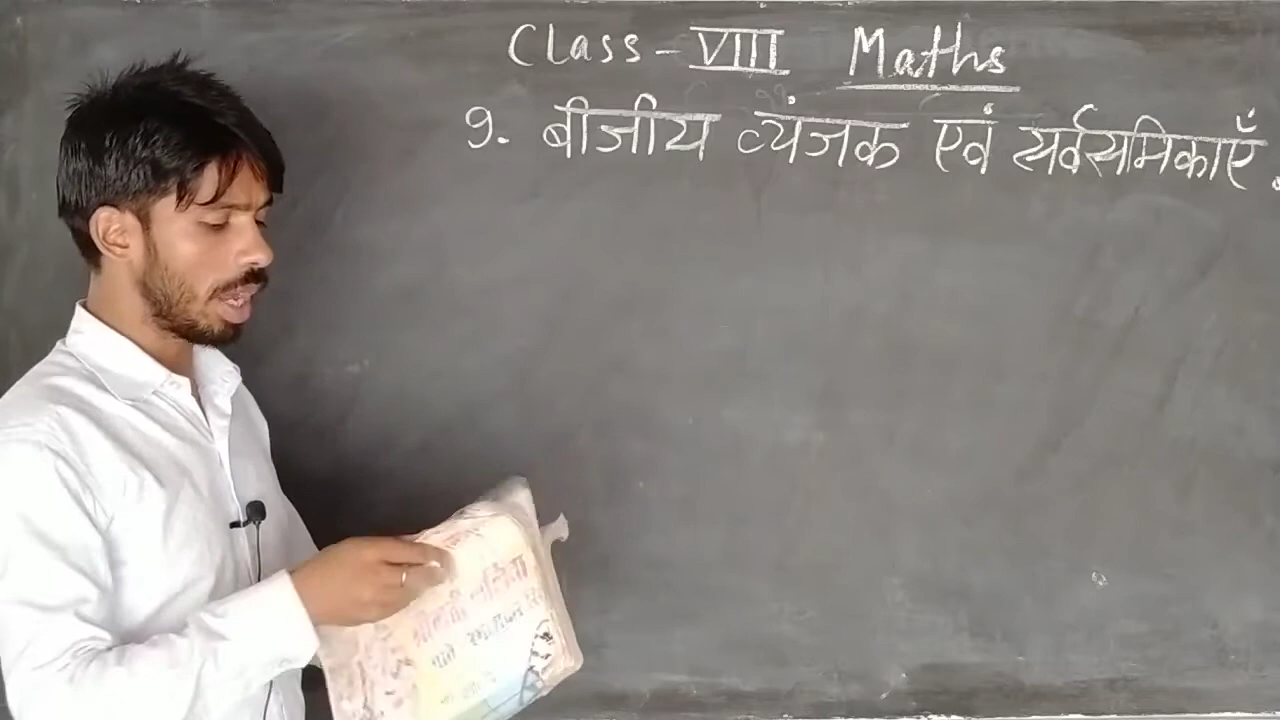 Class - VIII Maths
9. बीजीय व्यंजक एवं सर्वसमिकाएँ.